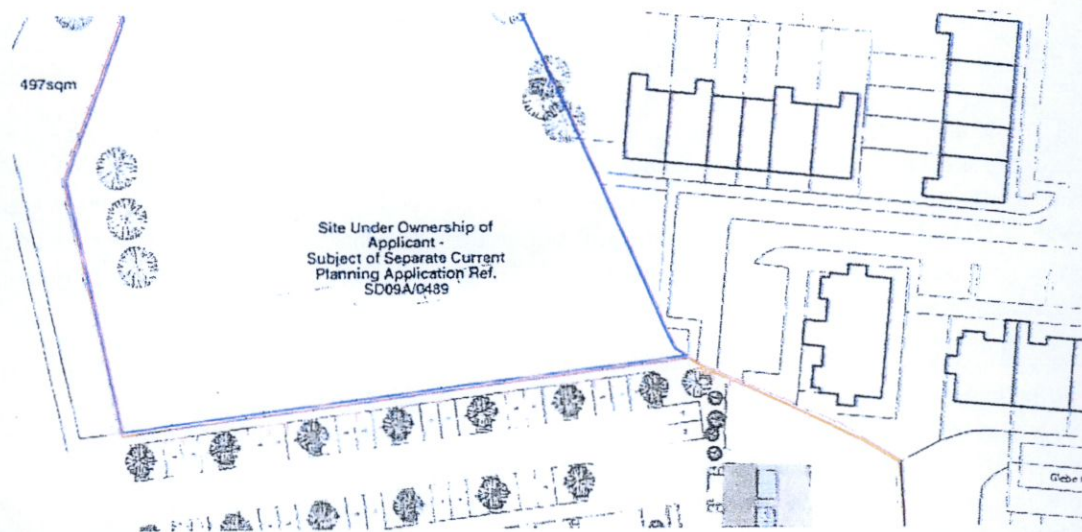 497sqm
Site Under Ownership of
Applicant -
Subject of Separate Current
Planning Application Ref.
SD09A/0489
Glebe